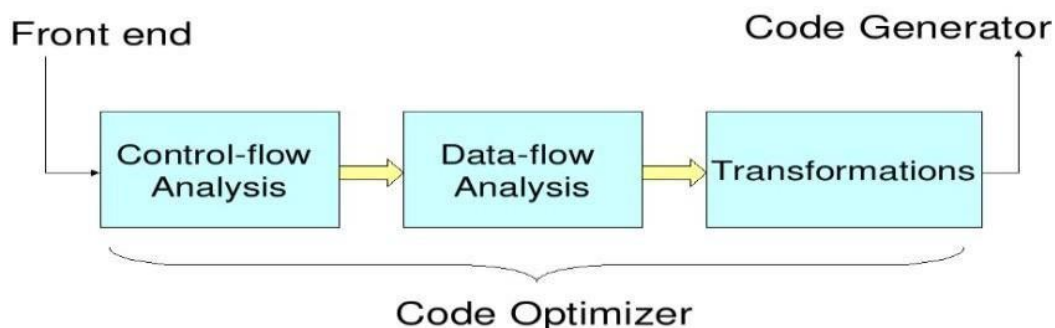 Front end
Code Generator
Control-flow
Analysis
Data-flow
Analysis
Transformations
Code Optimizer